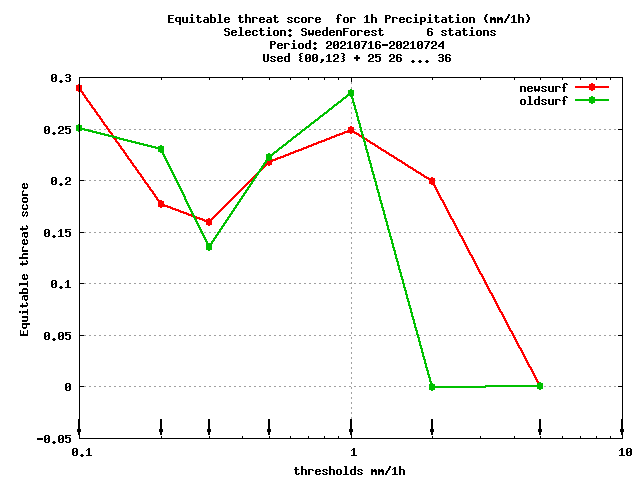 Equitable threat score  for 1h Precipitation (mm/1h)
Selection: SwedenForest      6 stations
Period: 20210716-20210724
Used {00,12} + 25 26 ... 36
newsurf
oldsurf
0.3
0.25
0.2
0.15
0.1
0.05
0
-0.05
Equitable threat score
0.1
1
10
thresholds mm/1h